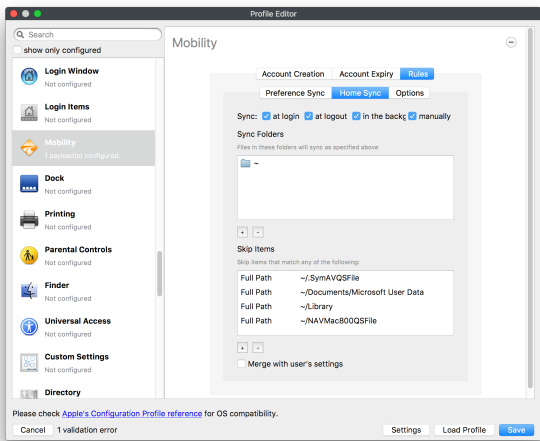 Profile Editor
Search
show only configured
Login Window
Not configured
Login Items
Not configured
Mobility
1 payload(s) configured.
Dock
Not configured
Printing
Not configured
Parental Controls
Not configured
Finder
Not configured
Universal Access
Not configured
Custom Settings
Not configured
Directory
Mobility
Account Creation Account Expiry Rules
Preference Sync Home Sync Options
Sync: at login at logout in the backg manually
Sync Folders
Files in these folders will sync as specified above
~
+ -
Skip Items
Skip items that match any of the following:
Full Path ~/.SymAVQSFile
Full Path ~/Documents/Microsoft User Data
Full Path ~/Library
Full Path ~/NAVMac800QSFile
+ -
Merge with user's settings
Please check Apple's Configuration Profile reference for OS compatibility.
Cancel 1 validation error Settings Load Profile Save